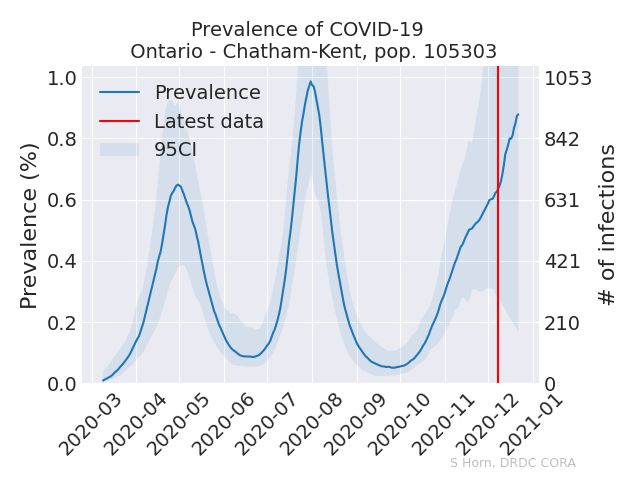 Prevalence of COVID-19
Ontario - Chatham-Kent, pop. 105303
Prevalence
Latest data
95CI
Prevalence (%)
1.0
0.8
0.6
0.4
0.2
0.0
1053
842
631
421
210
0
# of infections
2020-03
2020-04
2020-05
2020-06
2020-07
2020-08
2020-09
2020-10
2020-11
2020-12
2021-01
S Horn, DRDC CORA